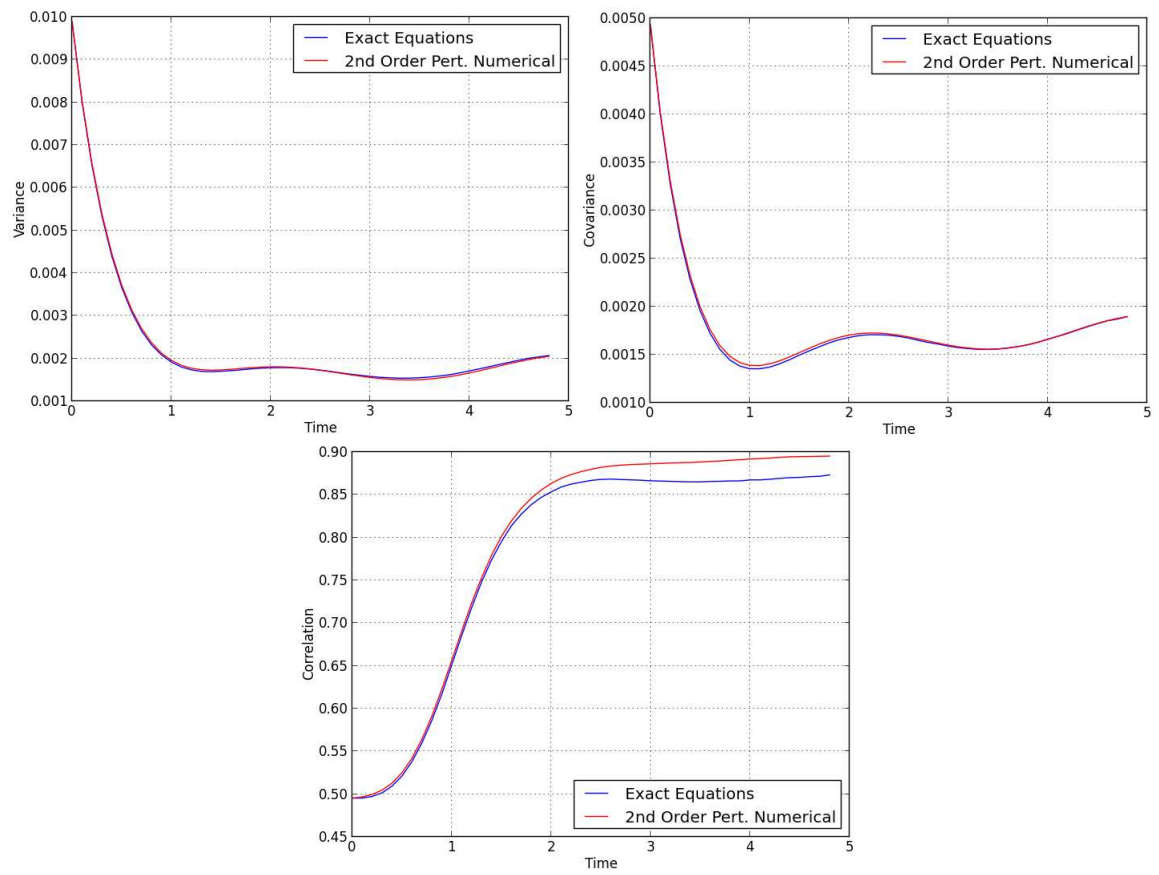 0.010
0.009
0.008
0.007
0.006
0.005
0.004
0.003
0.002
0.001
Variance
0 1 2 3 4 5
Time
Exact Equations
2nd Order Pert. Numerical
0.0050
0.0045
0.0040
0.0035
0.0030
0.0025
0.0020
0.0015
0.0010
Covariance
0 1 2 3 4 5
Time
Exact Equations
2nd Order Pert. Numerical
0.90
0.85
0.80
0.75
0.70
0.65
0.60
0.55
0.50
0.45
Correlation
0 1 2 3 4 5
Time
Exact Equations
2nd Order Pert. Numerical